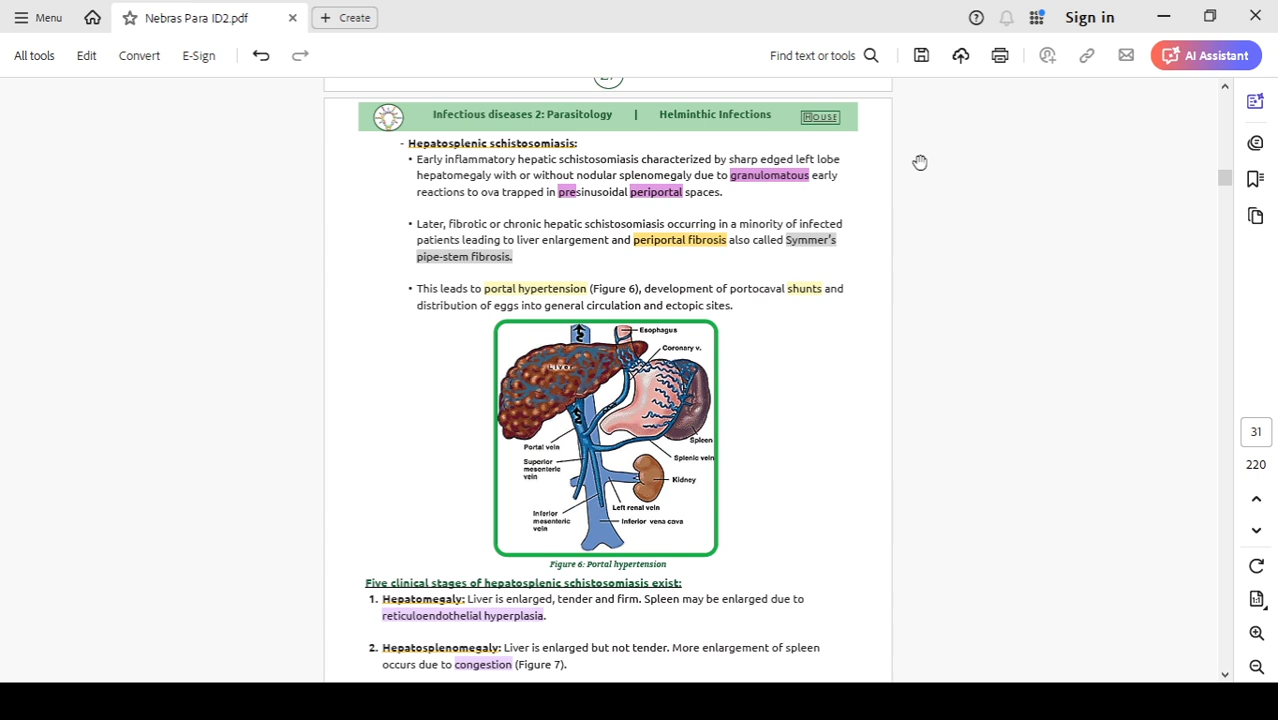 Menu
Nebras Para ID2.pdf
Create
Sign in
All tools
Edit
Convert
E-Sign
Find text or tools
AI Assistant
Infectious diseases 2: Parasitology | Helminthic Infections
HOUSE
- Hepatosplenic schistosomiasis:
• Early inflammatory hepatic schistosomiasis characterized by sharp edged left lobe
hepatomegaly with or without nodular splenomegaly due to granulomatous early
reactions to ova trapped in presinusoidal periportal spaces.
• Later, fibrotic or chronic hepatic schistosomiasis occurring in a minority of infected
patients leading to liver enlargement and periportal fibrosis also called Symmer's
pipe-stem fibrosis.
• This leads to portal hypertension (Figure 6), development of portocaval shunts and
distribution of eggs into general circulation and ectopic sites.
Esophagus
Coronary v.
Liver
Spleen
Portal vein
Splenic vein
Superior
mesenteric
vein
Kidney
Left renal vein
Inferior
mesenteric
vein
Inferior vena cava
Figure 6: Portal hypertension
Five clinical stages of hepatosplenic schistosomiasis exist:
1. Hepatomegaly: Liver is enlarged, tender and firm. Spleen may be enlarged due to
reticuloendothelial hyperplasia.
2. Hepatosplenomegaly: Liver is enlarged but not tender. More enlargement of spleen
occurs due to congestion (Figure 7).
31
220
1:1